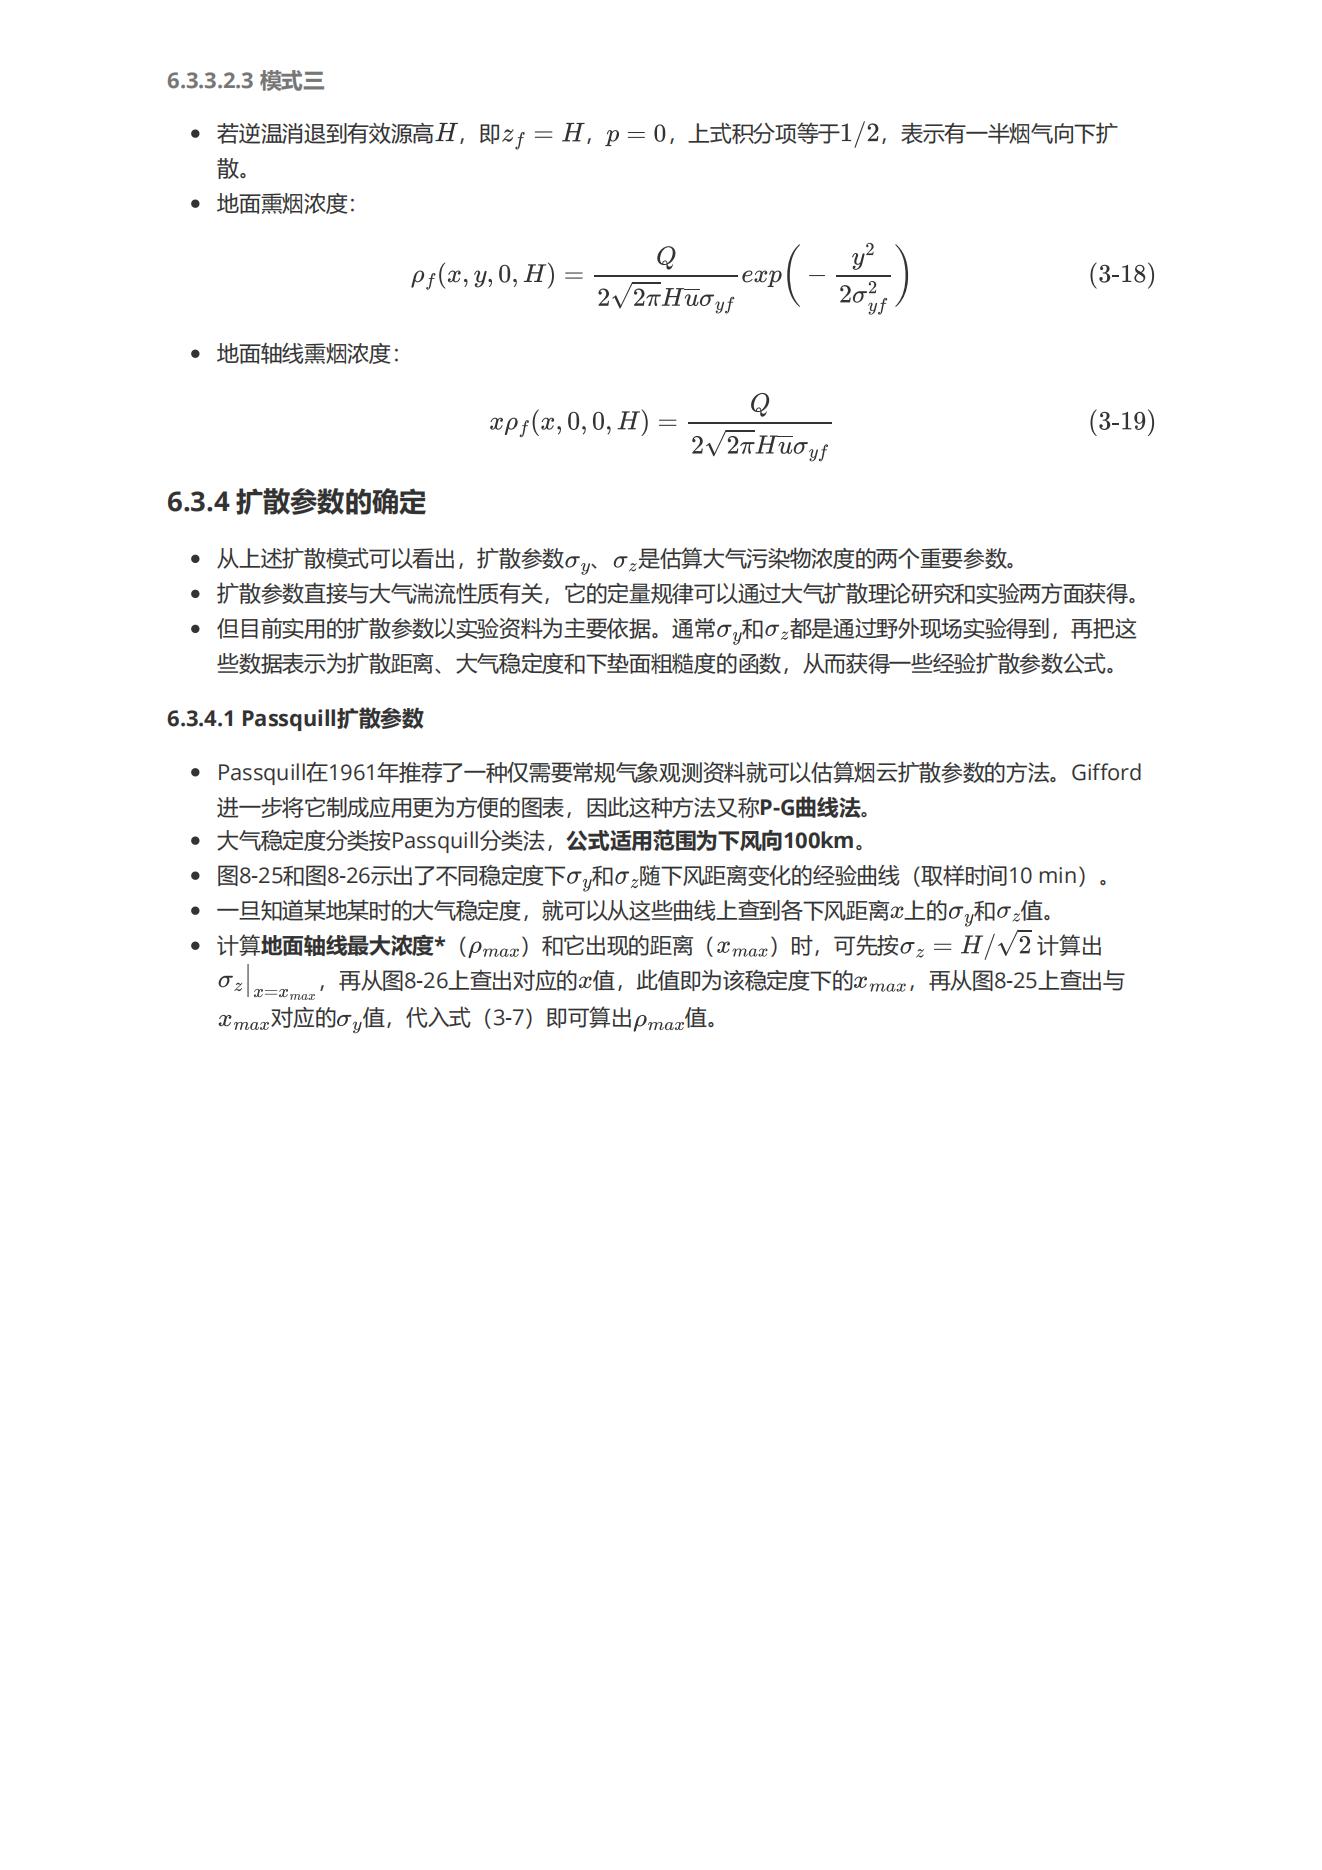 6.3.3.2.3 模式三
• 若逆温消退到有效源高$H$，即$z_f = H$，$p = 0$，上式积分项等于$1/2$，表示有一半烟气向下扩
散。
• 地面熏烟浓度：
$\rho_f(x, y, 0, H) = \frac{Q}{2\sqrt{2\pi}H\overline{u}\sigma_{yf}} exp\left(-\frac{y^2}{2\sigma_{yf}^2}\right)$ (3-18)
• 地面轴线熏烟浓度：
$x\rho_f(x, 0, 0, H) = \frac{Q}{2\sqrt{2\pi}H\overline{u}\sigma_{yf}}$ (3-19)
6.3.4 扩散参数的确定
• 从上述扩散模式可以看出，扩散参数$\sigma_y$、$\sigma_z$是估算大气污染物浓度的两个重要参数。
• 扩散参数直接与大气湍流性质有关，它的定量规律可以通过大气扩散理论研究和实验两方面获得。
• 但目前实用的扩散参数以实验资料为主要依据。通常$\sigma_y$和$\sigma_z$都是通过野外现场实验得到，再把这
些数据表示为扩散距离、大气稳定度和下垫面粗糙度的函数，从而获得一些经验扩散参数公式。
6.3.4.1 Passquill扩散参数
• Passquill在1961年推荐了一种仅需要常规气象观测资料就可以估算烟云扩散参数的方法。Gifford
进一步将它制成应用更为方便的图表，因此这种方法又称P-G曲线法。
• 大气稳定度分类按Passquill分类法，公式适用范围为下风向100km。
• 图8-25和图8-26示出了不同稳定度下$\sigma_y$和$\sigma_z$随下风距离变化的经验曲线（取样时间10 min）。
• 一旦知道某地某时的大气稳定度，就可以从这些曲线上查到各下风距离$x$上的$\sigma_y$和$\sigma_z$值。
• 计算地面轴线最大浓度*（$\rho_{max}$）和它出现的距离（$x_{max}$）时，可先按$\sigma_z = H/\sqrt{2}$ 计算出
$\sigma_z|_{x=x_{max}}$，再从图8-26上查出对应的$x$值，此值即为该稳定度下的$x_{max}$，再从图8-25上查出与
$x_{max}$对应的$\sigma_y$值，代入式（3-7）即可算出$\rho_{max}$值。